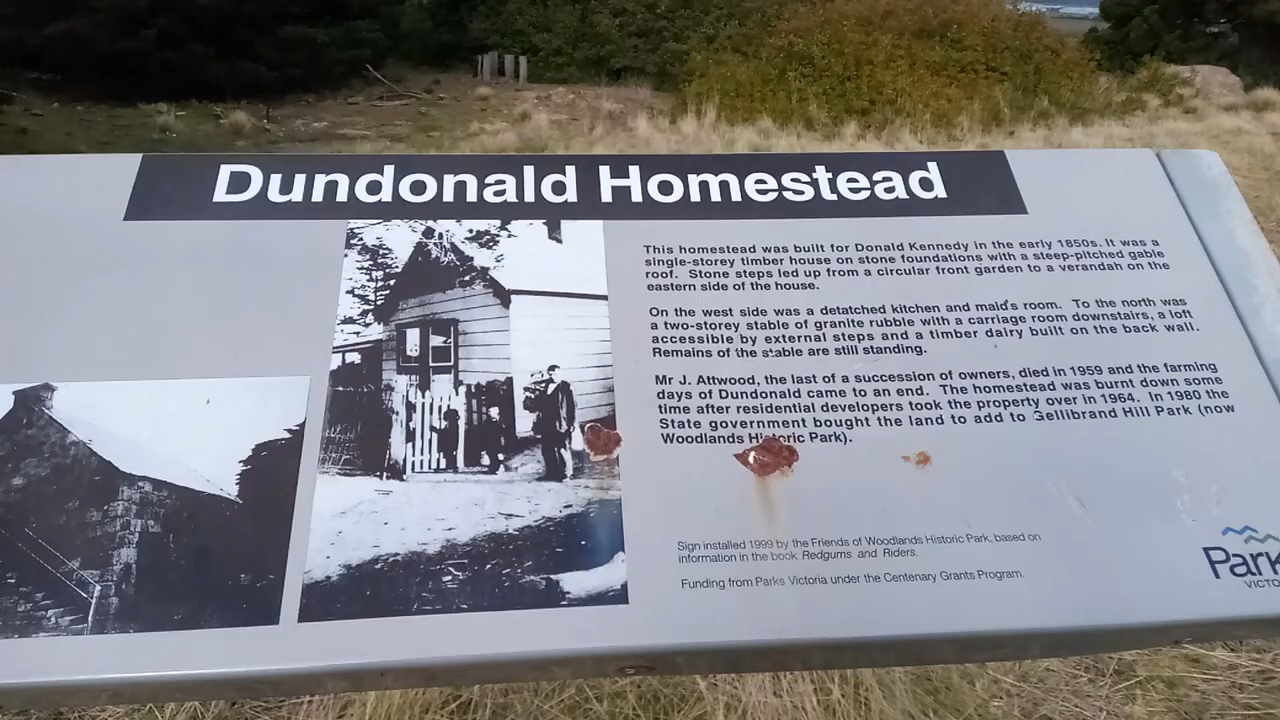 Dundonald Homestead
This homestead was built for Donald Kennedy in the early 1850s. It was a
single-storey timber house on stone foundations with a steep-pitched gable
roof. Stone steps led up from a circular front garden to a verandah on the
eastern side of the house.
On the west side was a detatched kitchen and maid's room. To the north was
a two-storey stable of granite rubble with a carriage room downstairs, a loft
accessible by external steps and a timber dairy built on the back wall.
Remains of the stable are still standing.
Mr J. Attwood, the last of a succession of owners, died in 1959 and the farming
days of Dundonald came to an end. The homestead was burnt down some
time after residential developers took the property over in 1964. In 1980 the
State government bought the land to add to Gellibrand Hill Park (now
Woodlands Historic Park).
Sign installed 1999 by the Friends of Woodlands Historic Park, based on
information in the book Redgums and Riders.
Funding from Parks Victoria under the Centenary Grants Program.
Park
VICTO